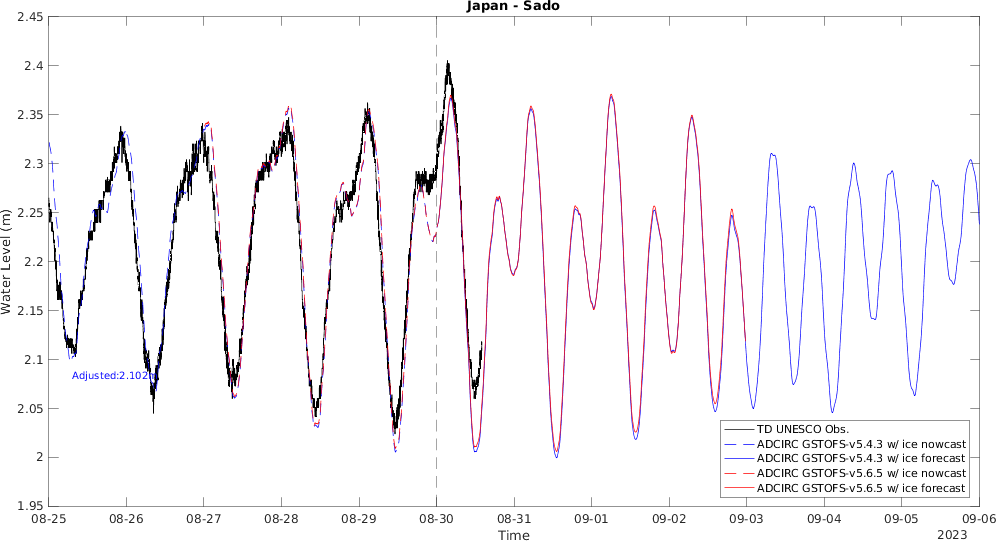 Japan - Sado
Water Level (m)
2.45
2.4
2.35
2.3
2.25
2.2
2.15
2.1
2.05
2
1.95
Adjusted:2.102m
TD UNESCO Obs.
ADCIRC GSTOFS-v5.4.3 w/ ice nowcast
ADCIRC GSTOFS-v5.4.3 w/ ice forecast
ADCIRC GSTOFS-v5.6.5 w/ ice nowcast
ADCIRC GSTOFS-v5.6.5 w/ ice forecast
08-25 08-26 08-27 08-28 08-29 08-30 08-31 09-01 09-02 09-03 09-04 09-05 09-06
Time
2023